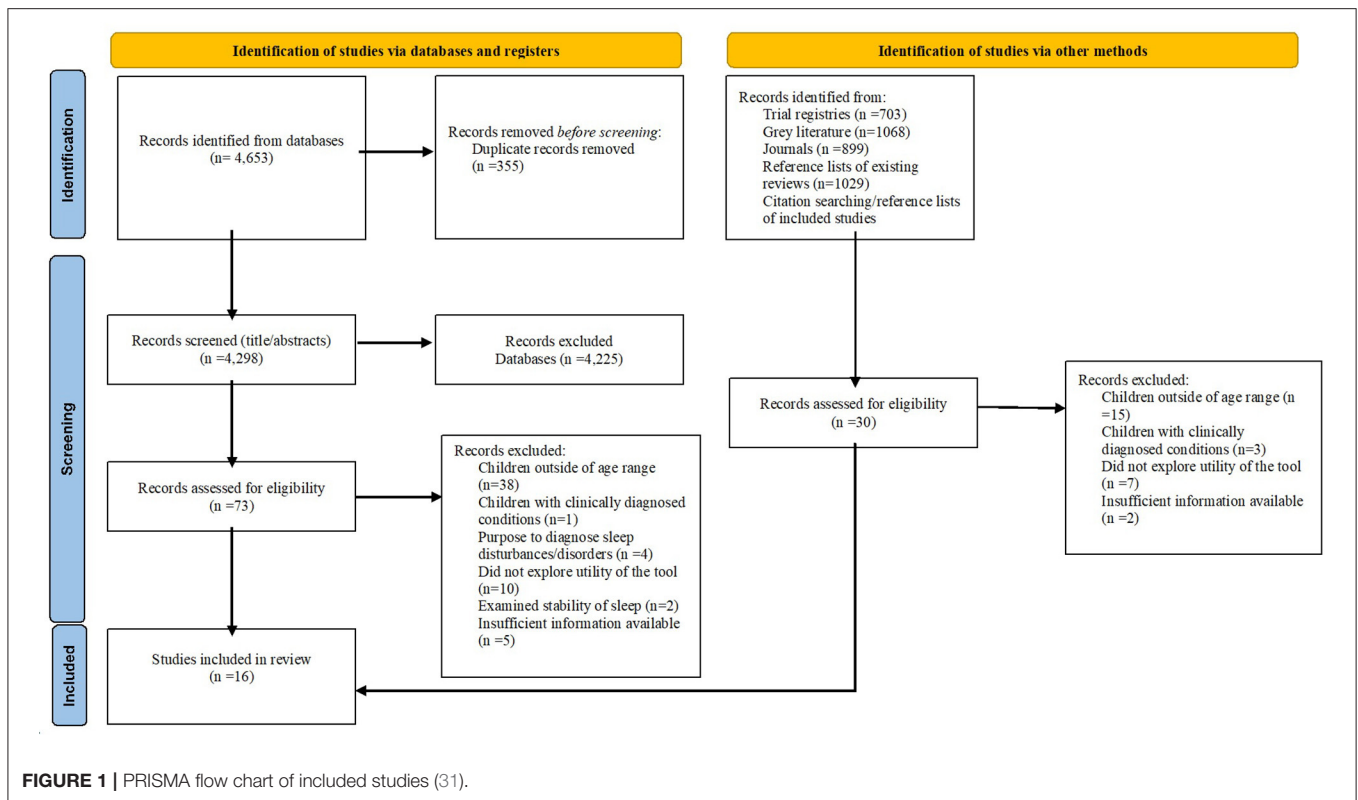 Identification of studies via databases and registers
Identification of studies via other methods
Identification
Records identified from databases
(n= 4,653)
Records removed before screening:
Duplicate records removed
(n =355)
Records identified from:
Trial registries (n =703)
Grey literature (n=1068)
Journals (n =899)
Reference lists of existing
reviews (n=1029)
Citation searching/reference lists
of included studies
Screening
Records screened (title/abstracts)
(n =4,298)
Records excluded
Databases (n =4,225)
Records assessed for eligibility
(n =73)
Records excluded:
Children outside of age range
(n=38)
Children with clinically diagnosed
conditions (n=1)
Purpose to diagnose sleep
disturbances/disorders (n =4)
Did not explore utility of the tool
(n=10)
Examined stability of sleep (n=2)
Insufficient information available
(n =5)
Records assessed for eligibility
(n =30)
Records excluded:
Children outside of age range (n
=15)
Children with clinically
diagnosed conditions (n=3)
Did not explore utility of the tool
(n =7)
Insufficient information available
(n =2)
Included
Studies included in review
(n =16)
FIGURE 1 | PRISMA flow chart of included studies (31).